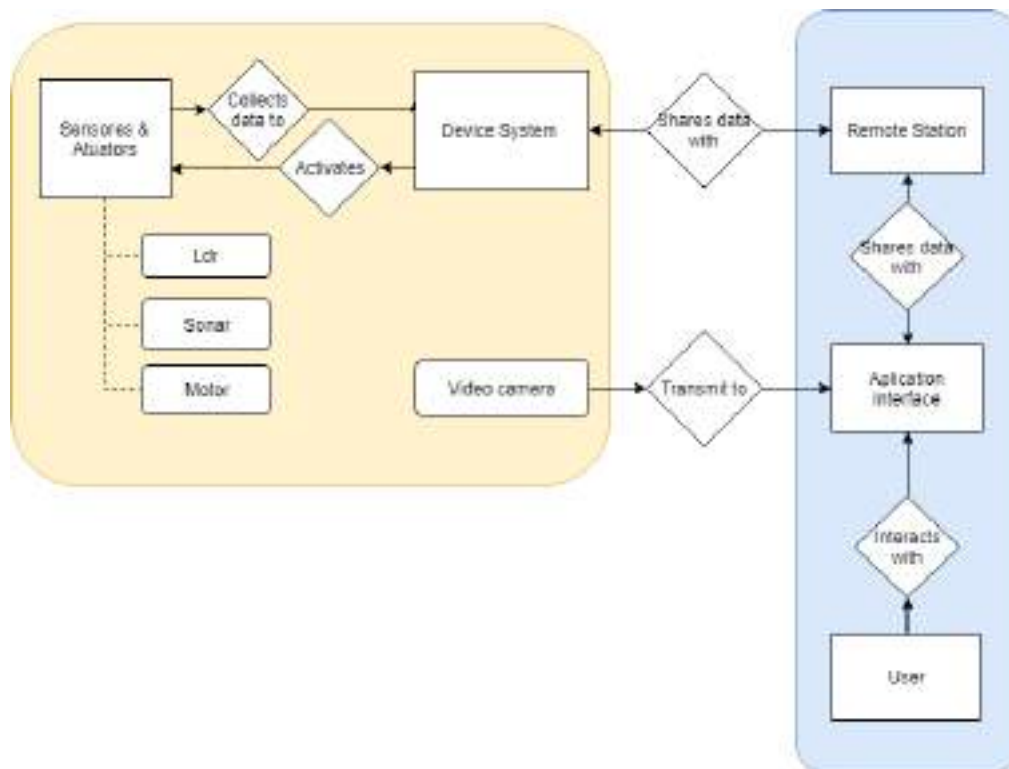 Sensores &
Atuators
Collects
data to
Activates
Device System
Shares data
with
Remote Station
Shares data
with
Ldr
Sonar
Motor
Video camera
Transmit to
Aplication
interface
Interacts
with
User